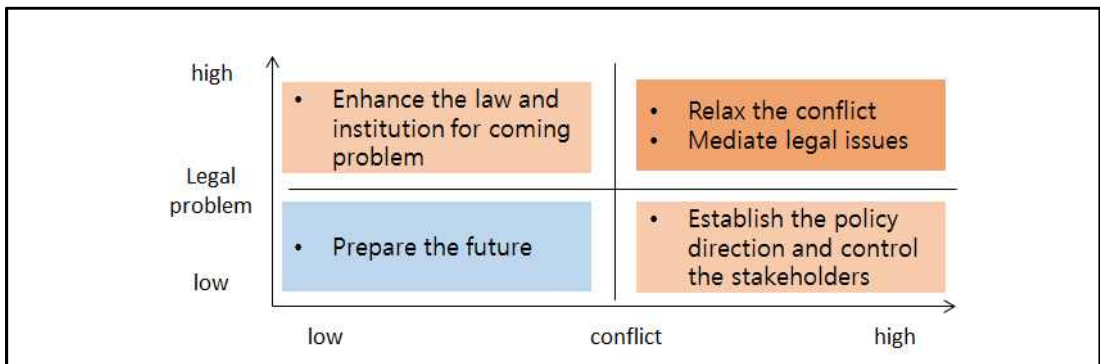 high
• Enhance the law and
institution for coming
problem
• Relax the conflict
• Mediate legal issues
Legal
problem
• Prepare the future
• Establish the policy
direction and control
the stakeholders
low
low
conflict
high